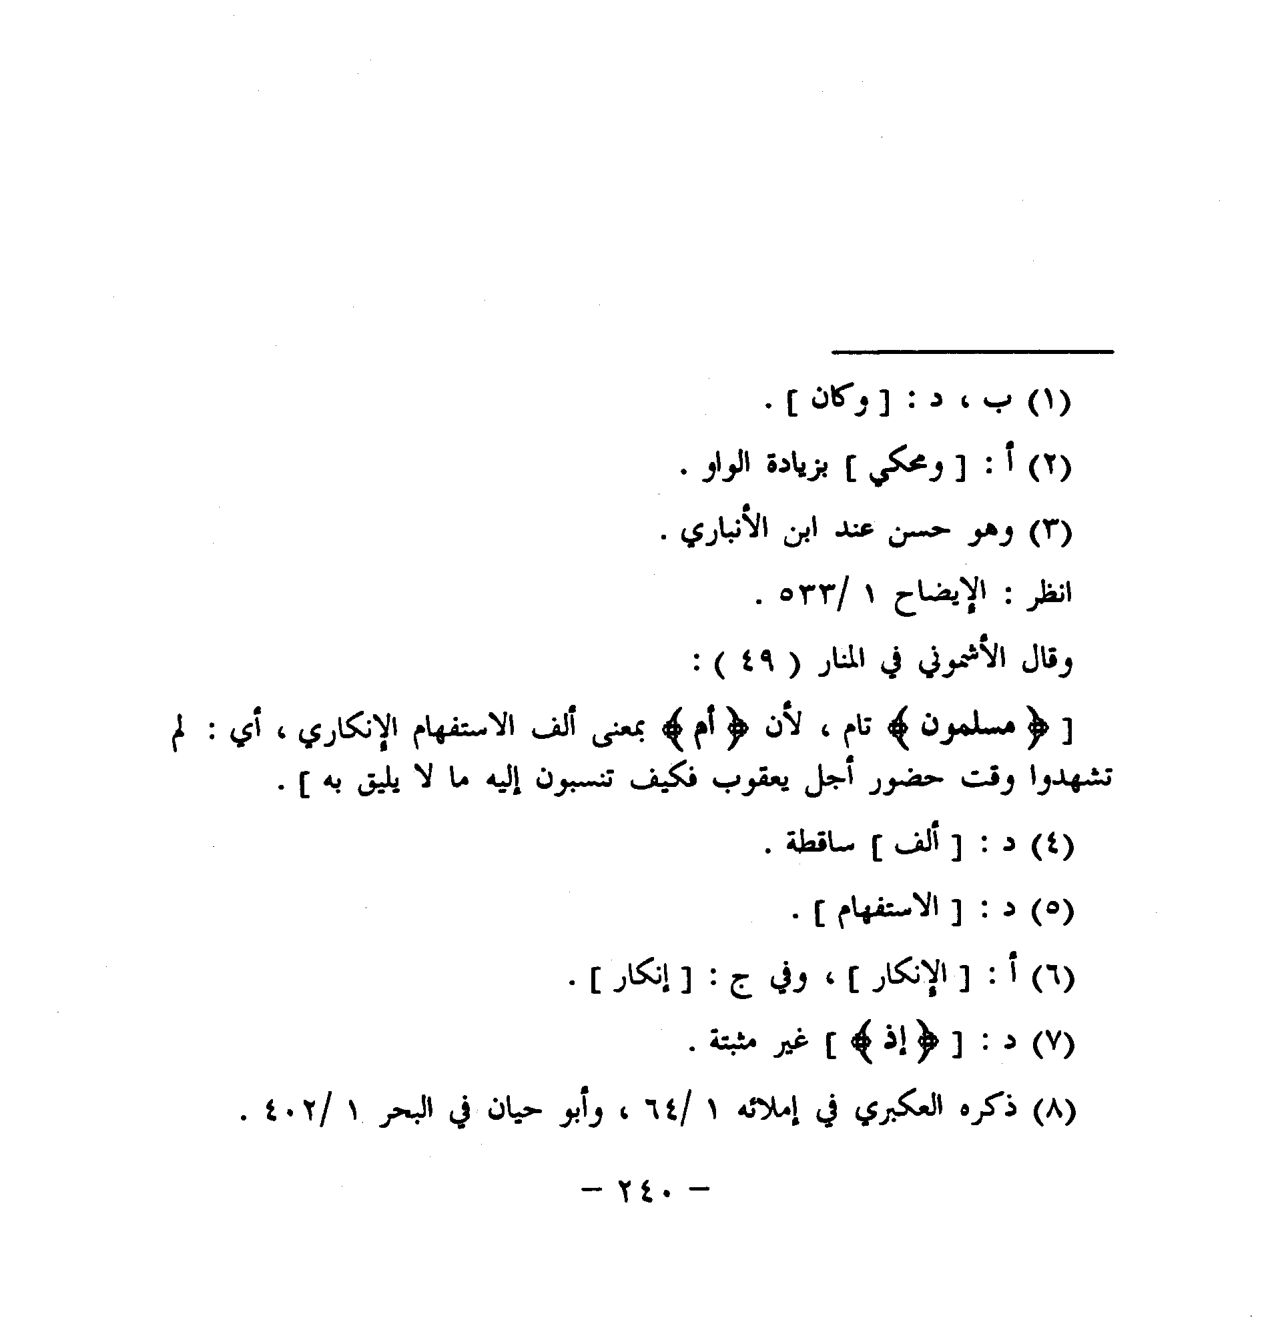 (١) ب ، د : [ وكان ] .
(٢) أ : [ ومحكي ] بزيادة الواو .
(٣) وهو حسن عند ابن الأنباري .
انظر : الإيضاح ١ /٥٣٣ .
وقال الأشموني في المنار ( ٤٩ ) :
[ ﴿ مسلمون ﴾ تام ، لأن ﴿ أم ﴾ بمعنى ألف الاستفهام الإنكاري ، أي : لم
تشهدوا وقت حضور أجل يعقوب فكيف تنسبون إليه ما لا يليق به ] .
(٤) د : [ ألف ] ساقطة .
(٥) د : [ الاستفهام ] .
(٦) أ : [ الإنكار ] ، وفي ج : [ إنكار ] .
(٧) د : [ ﴿ إذ ﴾ ] غير مثبتة .
(٨) ذكره العكبري في إملائه ١ /٦٤ ، وأبو حيان في البحر ١ /٤٠٢ .
– ٢٤٠ –